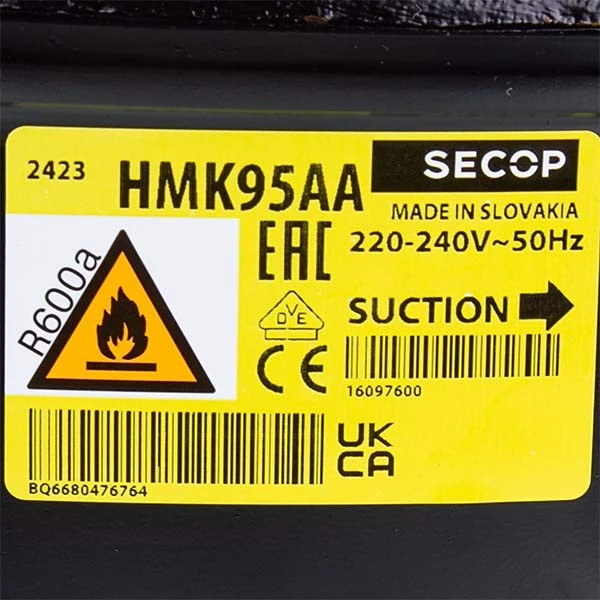 2423
HMK95AA
SECOP
MADE IN SLOVAKIA
220-240V~50Hz
R600a
EAC
DVE
SUCTION
CE
16097600
UK
CA
BQ6680476764